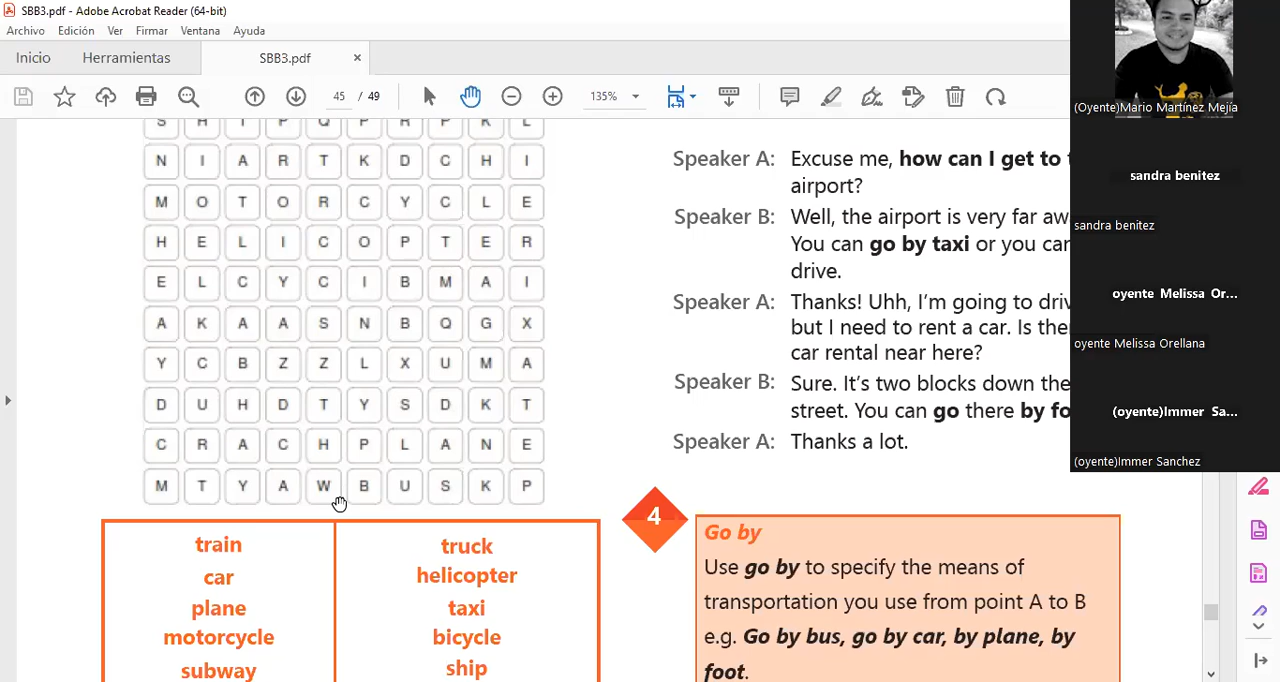 SBB3.pdf - Adobe Acrobat Reader (64-bit)
Archivo Edición Ver Firmar Ventana Ayuda
Inicio Herramientas SBB3.pdf ×
45 / 49 135%
S H I P Q P R P K L
N I A R T K D C H I
M O T O R C Y C L E
H E L I C O P T E R
E L C Y C I B M A I
A K A A S N B Q G X
Y C B Z Z L X U M A
D U H D T Y S D K T
C R A C H P L A N E
M T Y A W B U S K P
train
car
plane
motorcycle
subway
truck
helicopter
taxi
bicycle
ship
Speaker A: Excuse me, how can I get to
airport?
Speaker B: Well, the airport is very far
You can go by taxi or you
drive.
Speaker A: Thanks! Uhh, I'm going to
but I need to rent a car. Is
car rental near here?
Speaker B: Sure. It's two blocks down the
street. You can go there by
Speaker A: Thanks a lot.
4
Go by
Use go by to specify the means of
transportation you use from point A to B
e.g. Go by bus, go by car, by plane, by
foot.
(Oyente)Mario Martínez Mejía
sandra benitez
sandra benitez
oyente Melissa Or...
oyente Melissa Orellana
(oyente)Immer Sa...
(oyente)Immer Sanchez